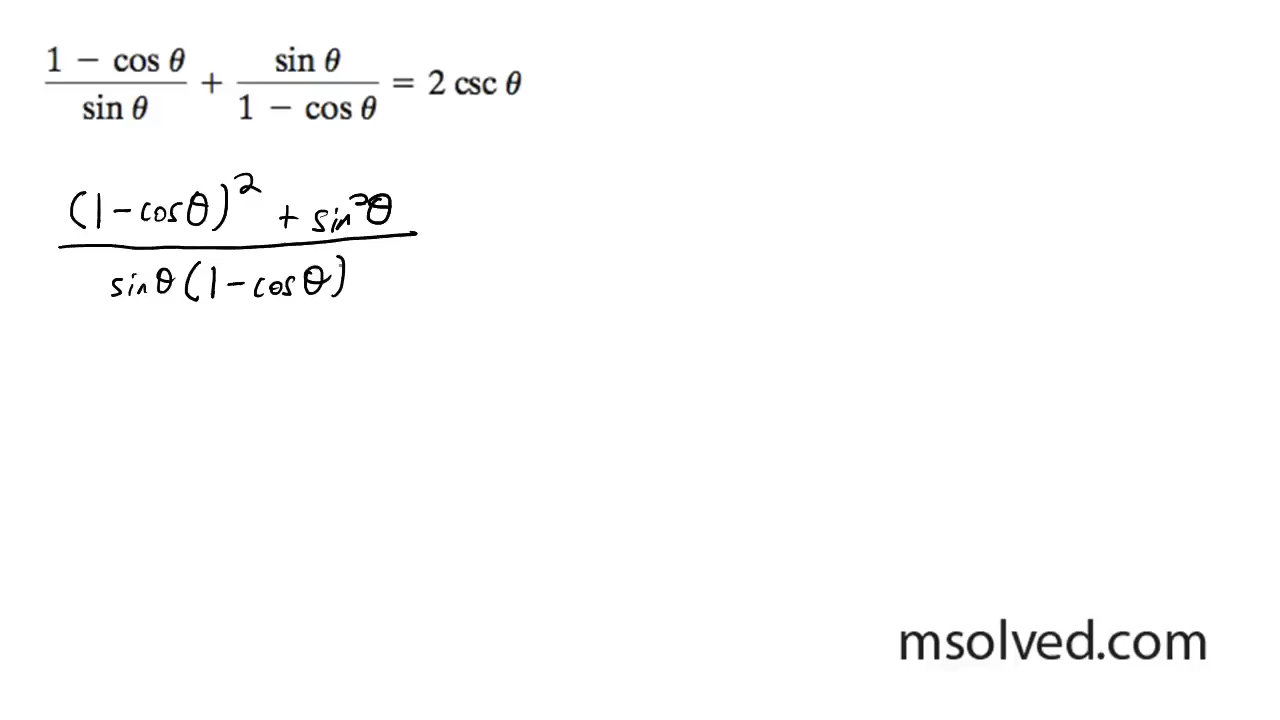 1 − cos θ / sin θ + sin θ / 1 − cos θ = 2 csc θ
(1-cosθ)² + sin²θ
sinθ(1-cosθ)
msolved.com